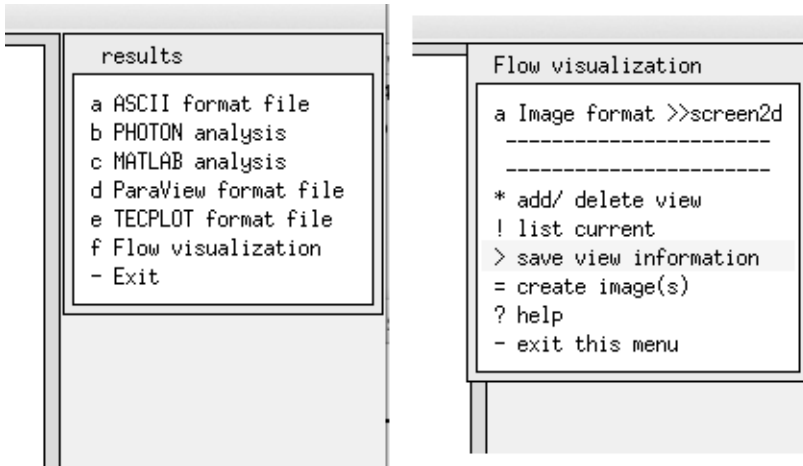 results
a ASCII format file
b PHOTON analysis
c MATLAB analysis
d ParaView format file
e TECPLOT format file
f Flow visualization
- Exit
Flow visualization
a Image format >>screen2d
-----------------------
-----------------------
* add/ delete view
! list current
> save view information
= create image(s)
? help
- exit this menu